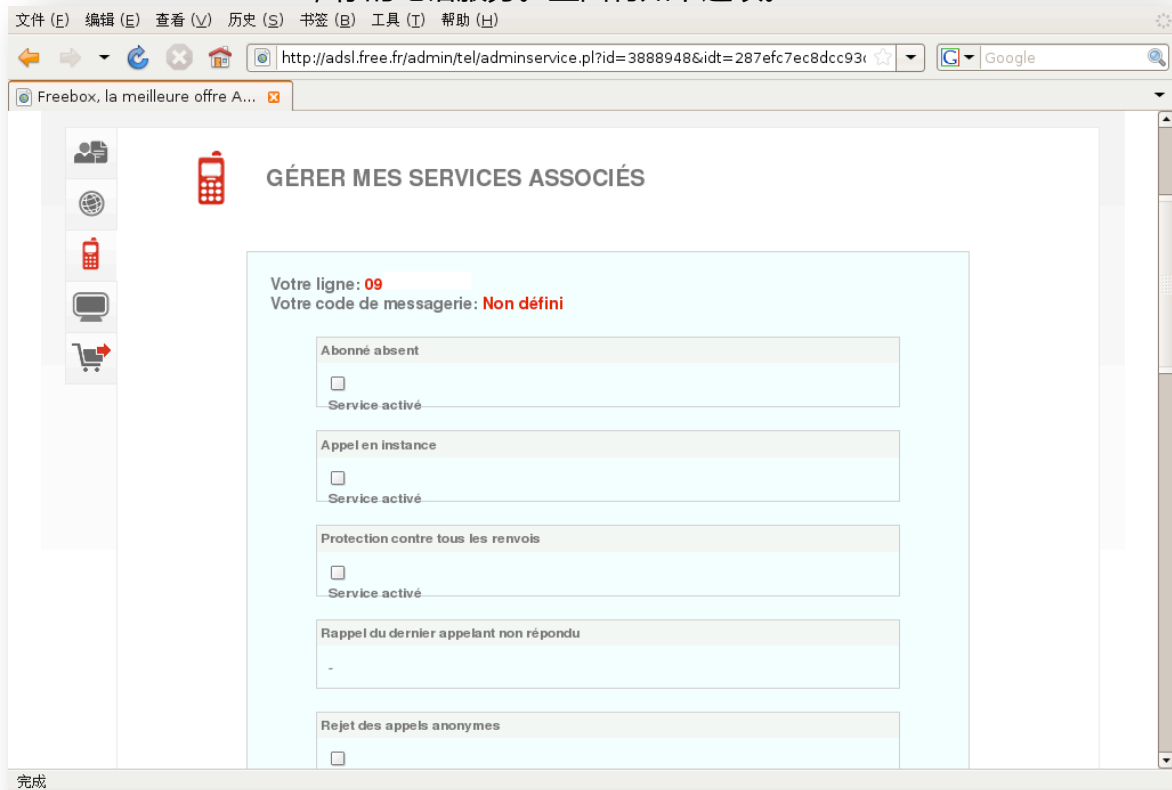 文件 (F) 编辑 (E) 查看 (V) 历史 (S) 书签 (B) 工具 (T) 帮助 (H)
http://adsl.free.fr/admin/tel/adminservice.pl?id=3888948&idt=287efc7ec8dcc93 Google
Freebox, la meilleure offre A...
GÉRER MES SERVICES ASSOCIÉS
Votre ligne: 09
Votre code de messagerie: Non défini
Abonné absent
Service activé
Appel en instance
Service activé
Protection contre tous les renvois
Service activé
Rappel du dernier appelant non répondu
-
Rejet des appels anonymes
完成